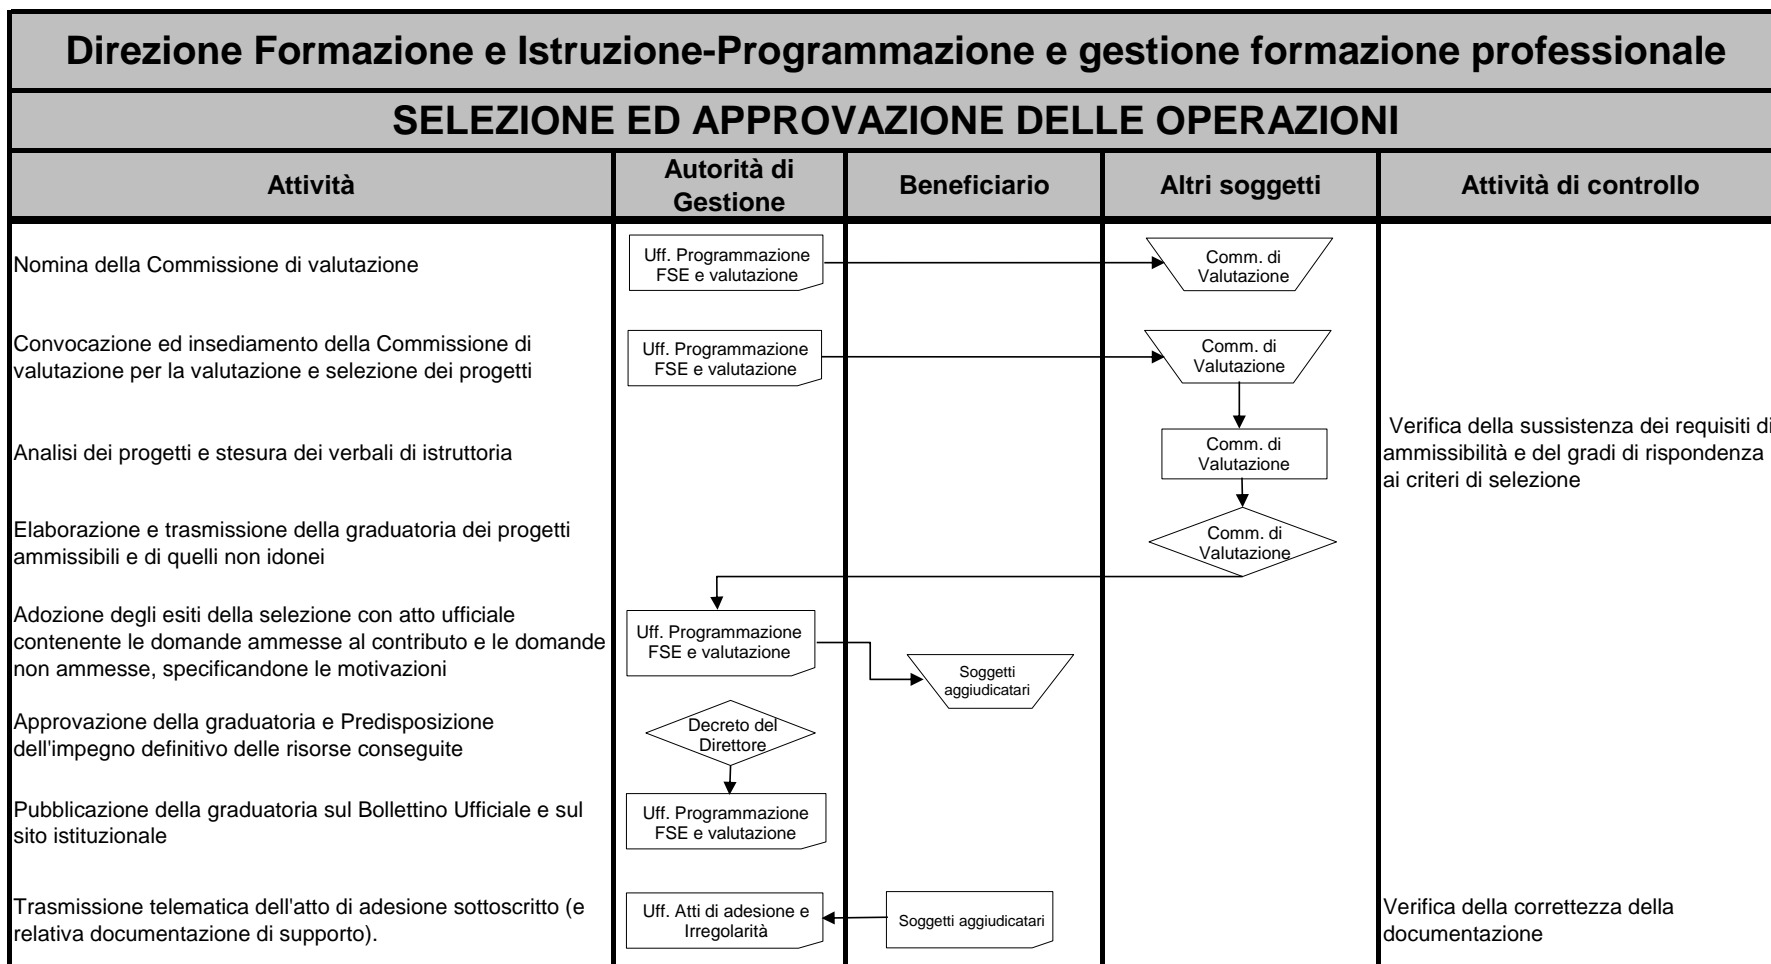 Direzione Formazione e Istruzione-Programmazione e gestione formazione professionale
SELEZIONE ED APPROVAZIONE DELLE OPERAZIONI
Attività
Autorità di
Gestione
Beneficiario
Altri soggetti
Attività di controllo
Nomina della Commissione di valutazione
Uff. Programmazione
FSE e valutazione
Comm. di
Valutazione
Convocazione ed insediamento della Commissione di
valutazione per la valutazione e selezione dei progetti
Uff. Programmazione
FSE e valutazione
Comm. di
Valutazione
Analisi dei progetti e stesura dei verbali di istruttoria
Comm. di
Valutazione
Verifica della sussistenza dei requisiti di
ammissibilità e del gradi di rispondenza
ai criteri di selezione
Elaborazione e trasmissione della graduatoria dei progetti
ammissibili e di quelli non idonei
Comm. di
Valutazione
Adozione degli esiti della selezione con atto ufficiale
contenente le domande ammesse al contributo e le domande
non ammesse, specificandone le motivazioni
Uff. Programmazione
FSE e valutazione
Soggetti
aggiudicatari
Approvazione della graduatoria e Predisposizione
dell'impegno definitivo delle risorse conseguite
Decreto del
Direttore
Pubblicazione della graduatoria sul Bollettino Ufficiale e sul
sito istituzionale
Uff. Programmazione
FSE e valutazione
Trasmissione telematica dell'atto di adesione sottoscritto (e
relativa documentazione di supporto).
Uff. Atti di adesione e
Irregolarità
Soggetti aggiudicatari
Verifica della correttezza della
documentazione